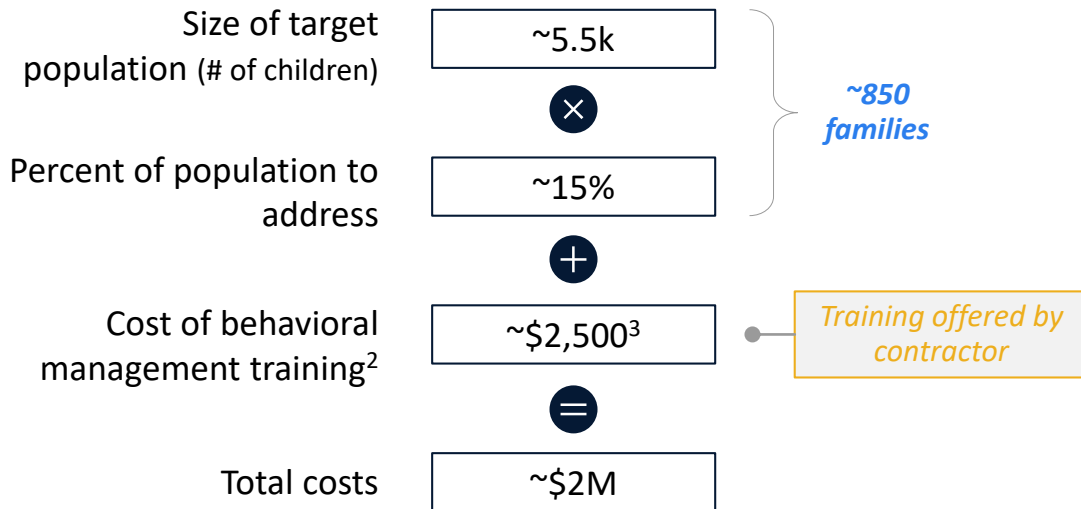 Size of target
population (# of children)
~5.5k
×
~850
families
Percent of population to
address
~15%
+
Cost of behavioral
management training²
~$2,500³
Training offered by
contractor
=
Total costs
~$2M